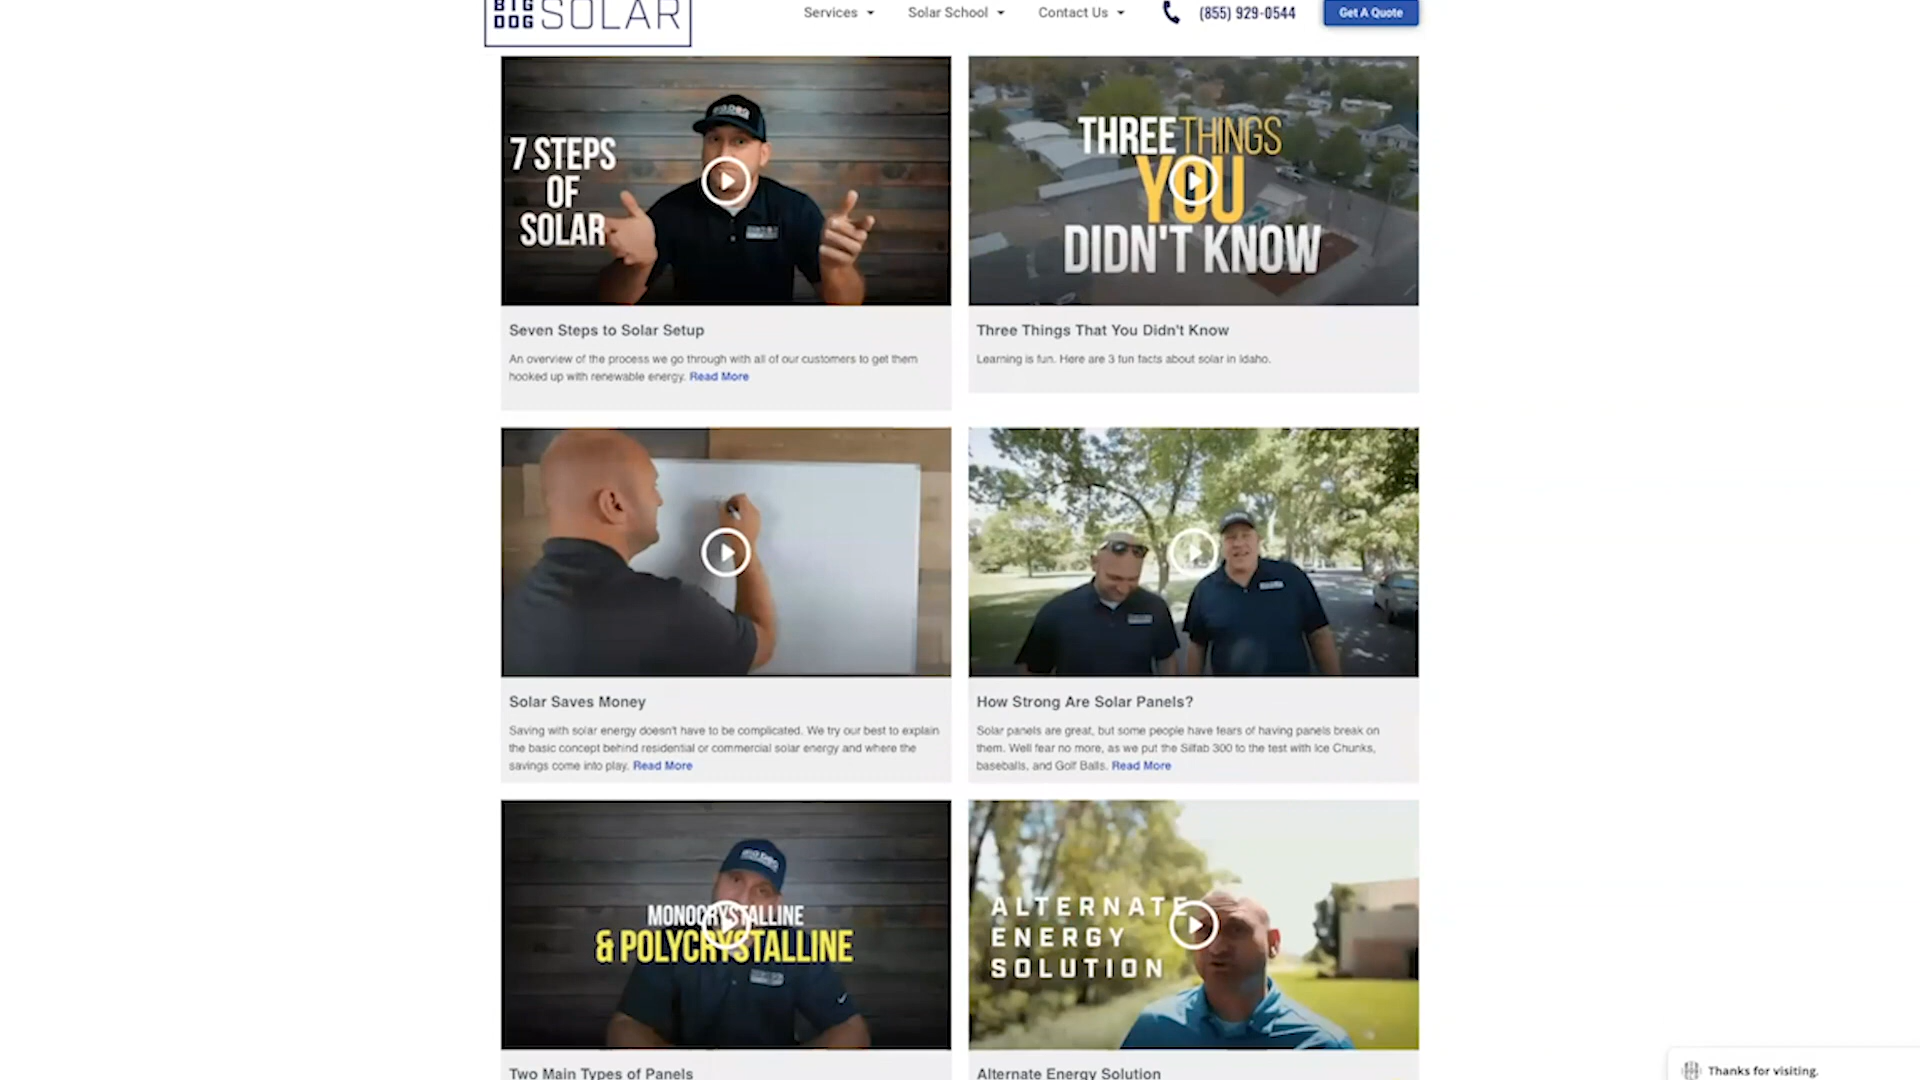 BIG
DOG SOLAR
Services
Solar School
Contact Us
(855) 929-0544
Get A Quote
7 STEPS
OF
SOLAR
THREE THINGS
YOU
DIDN'T KNOW
Seven Steps to Solar Setup
An overview of the process we go through with all of our customers to get them
hooked up with renewable energy. Read More
Three Things That You Didn't Know
Learning is fun. Here are 3 fun facts about solar in Idaho.
Solar Saves Money
Saving with solar energy doesn't have to be complicated. We try our best to explain
the basic concept behind residential or commercial solar energy and where the
savings come into play. Read More
How Strong Are Solar Panels?
Solar panels are great, but some people have fears of having panels break on
them. Well fear no more, as we put the Silfab 300 to the test with Ice Chunks,
baseballs, and Golf Balls. Read More
MONOCRYSTALLINE
& POLYCRYSTALLINE
ALTERNATE
ENERGY
SOLUTION
Two Main Types of Panels
Alternate Energy Solution
Thanks for visiting.